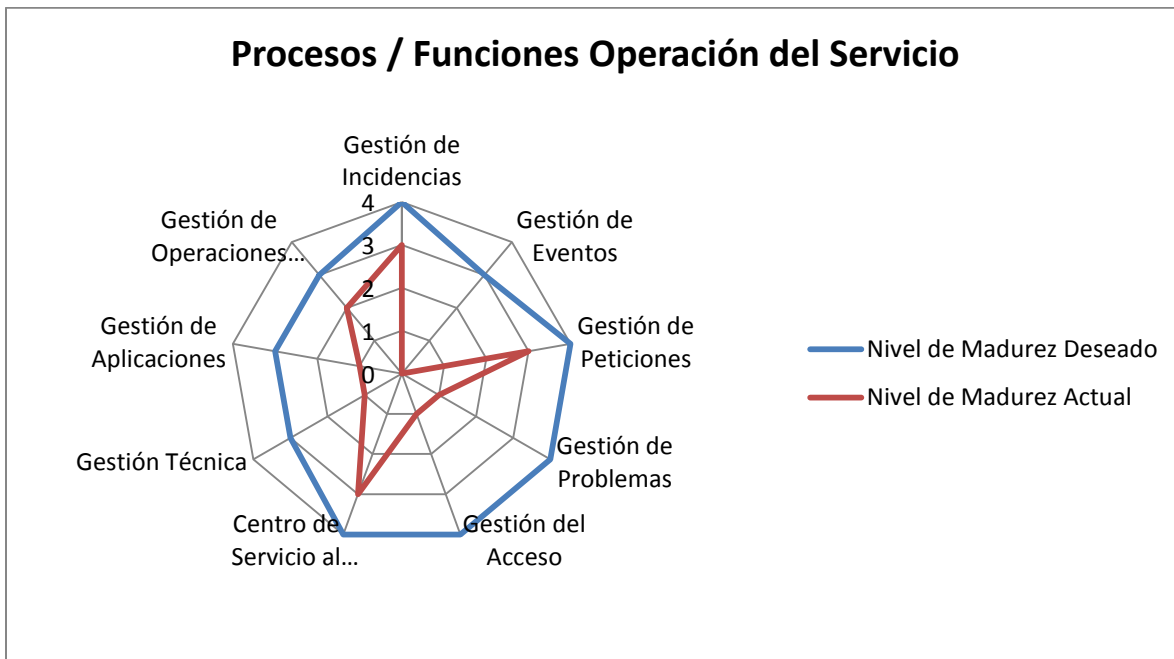 Procesos / Funciones Operación del Servicio
Gestión de
Incidencias
Gestión de
Eventos
Gestión de
Peticiones
Gestión de
Problemas
Gestión del
Acceso
Centro de
Servicio al...
Gestión Técnica
Gestión de
Aplicaciones
Gestión de
Operaciones...
4
3
2
1
0
Nivel de Madurez Deseado
Nivel de Madurez Actual